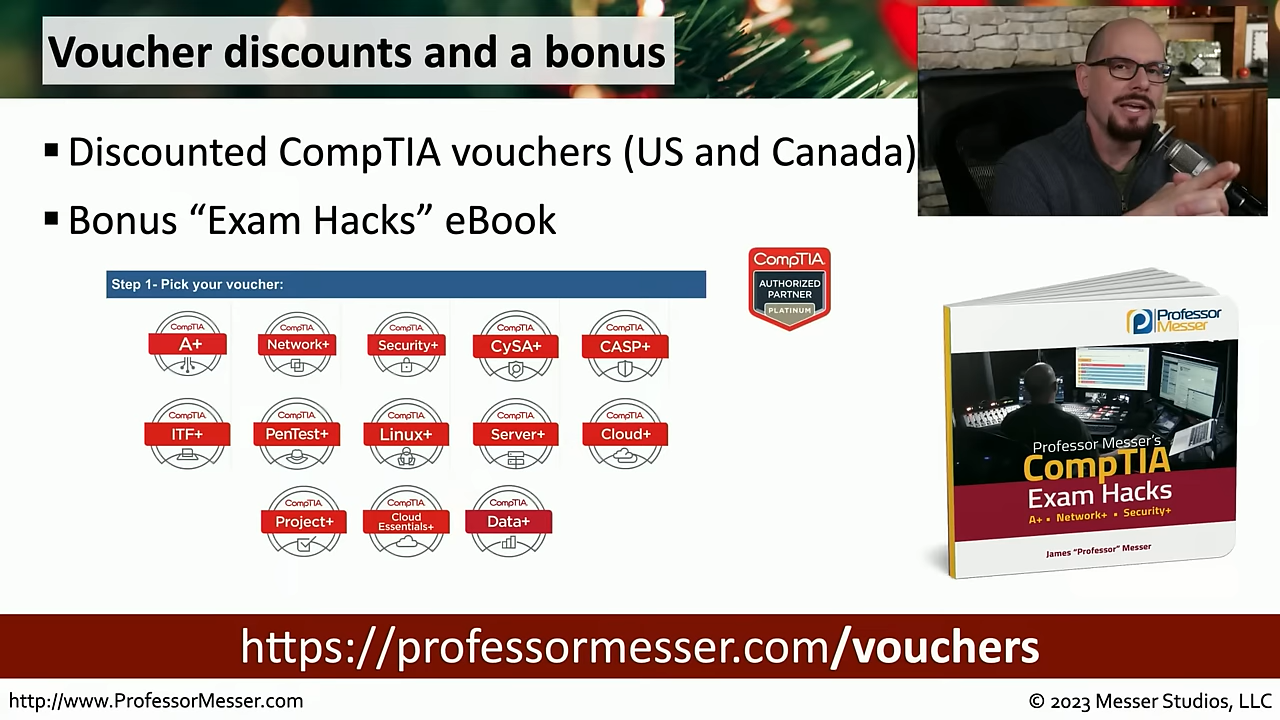 Voucher discounts and a bonus
▪ Discounted CompTIA vouchers (US and Canada)
▪ Bonus “Exam Hacks” eBook
Step 1- Pick your voucher:
CompTIA A+
CompTIA Network+
CompTIA Security+
CompTIA CySA+
CompTIA CASP+
CompTIA ITF+
CompTIA PenTest+
CompTIA Linux+
CompTIA Server+
CompTIA Cloud+
CompTIA Project+
CompTIA Cloud Essentials+
CompTIA Data+
CompTIA.
AUTHORIZED
PARTNER
PLATINUM
Professor
Messer
Professor Messer's
CompTIA
Exam Hacks
A+ • Network+ • Security+
James “Professor” Messer
https://professormesser.com/vouchers
http://www.ProfessorMesser.com
© 2023 Messer Studios, LLC